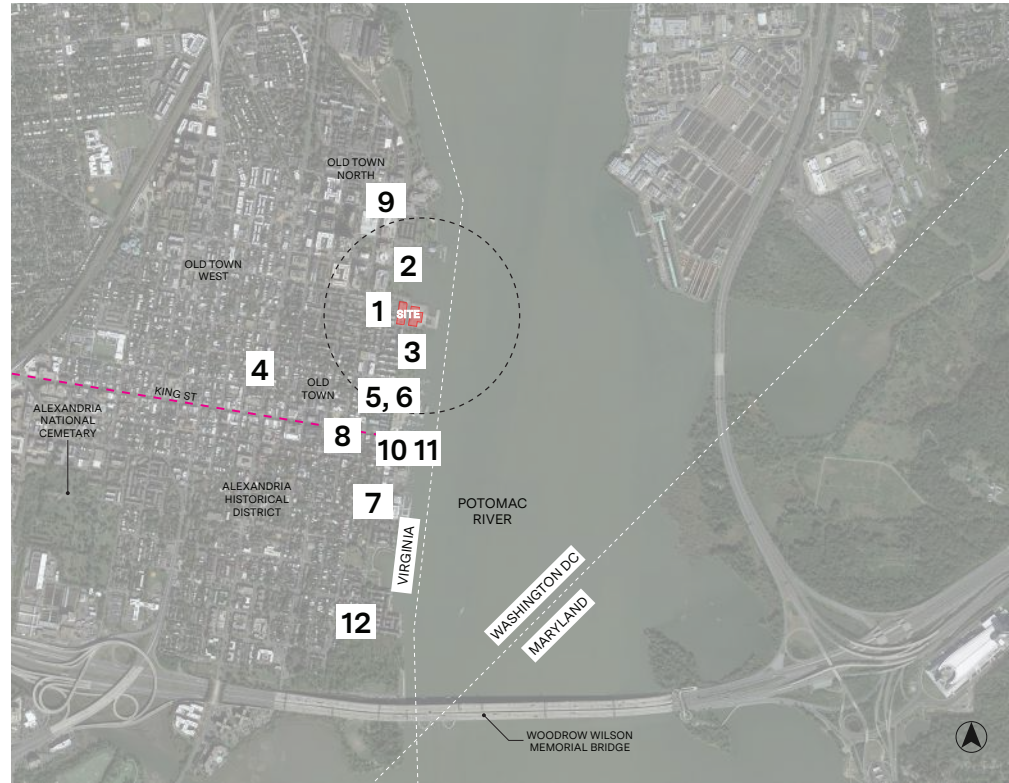 OLD TOWN
NORTH
9
2
OLD TOWN
WEST
1
SITE
3
4
OLD
TOWN
5, 6
KING ST
ALEXANDRIA
NATIONAL
CEMETARY
8
10 11
ALEXANDRIA
HISTORICAL
DISTRICT
7
POTOMAC
RIVER
VIRGINIA
WASHINGTON DC
MARYLAND
12
WOODROW WILSON
MEMORIAL BRIDGE